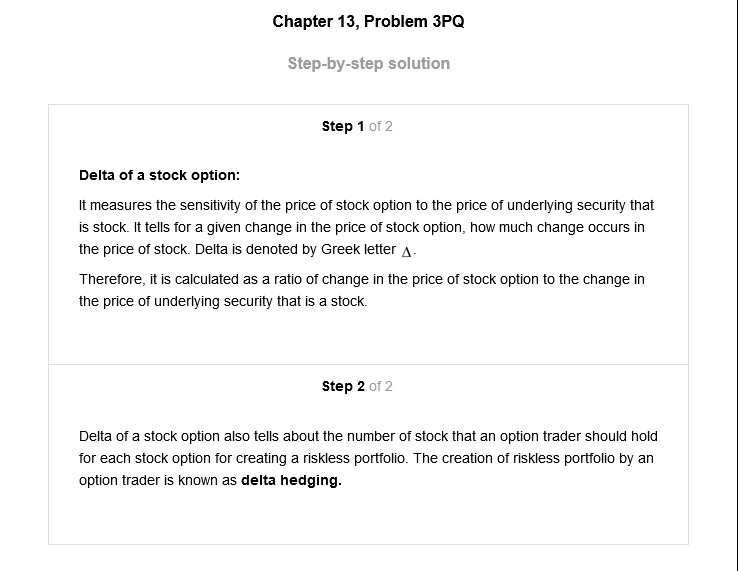 Chapter 13, Problem 3PQ
Step-by-step solution
Step 1 of 2
Delta of a stock option:
It measures the sensitivity of the price of stock option to the price of underlying security that
is stock. It tells for a given change in the price of stock option, how much change occurs in
the price of stock. Delta is denoted by Greek letter Δ.
Therefore, it is calculated as a ratio of change in the price of stock option to the change in
the price of underlying security that is a stock.
Step 2 of 2
Delta of a stock option also tells about the number of stock that an option trader should hold
for each stock option for creating a riskless portfolio. The creation of riskless portfolio by an
option trader is known as delta hedging.